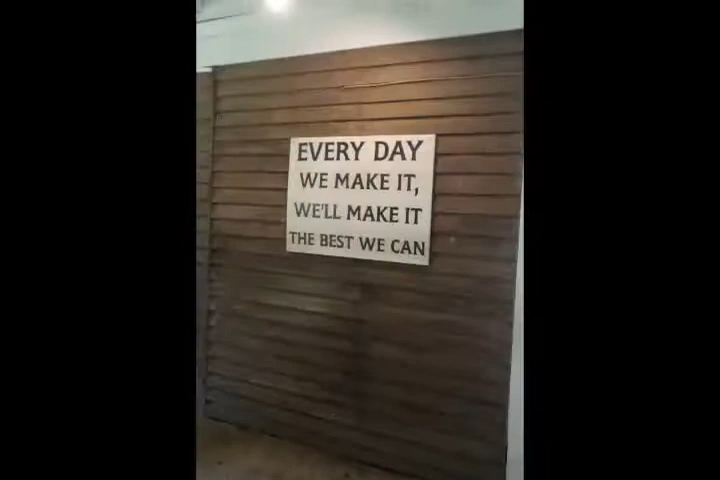 EVERY DAY
WE MAKE IT,
WE'LL MAKE IT
THE BEST WE CAN